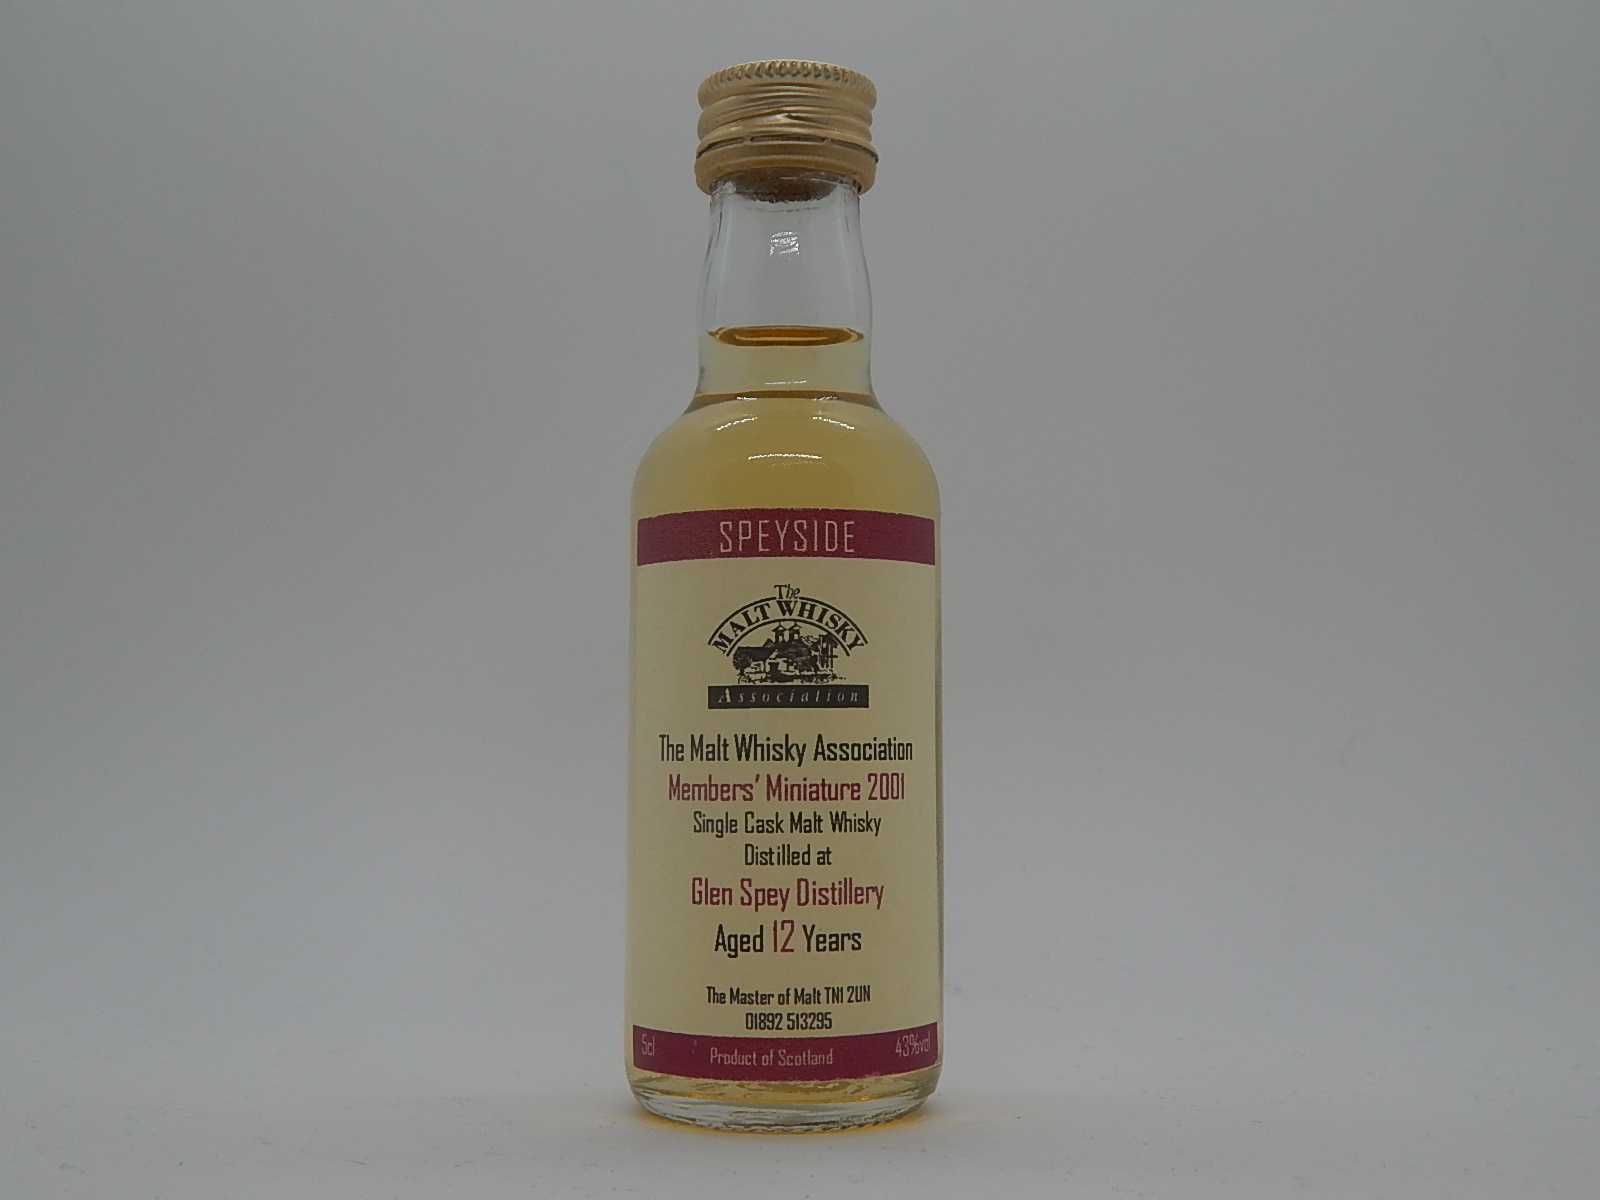 SPEYSIDE
The
MALT WHISKY
Association
The Malt Whisky Association
Members' Miniature 2001
Single Cask Malt Whisky
Distilled at
Glen Spey Distillery
Aged 12 Years
The Master of Malt TN1 2UN
01892 513295
5cl Product of Scotland 43%vol